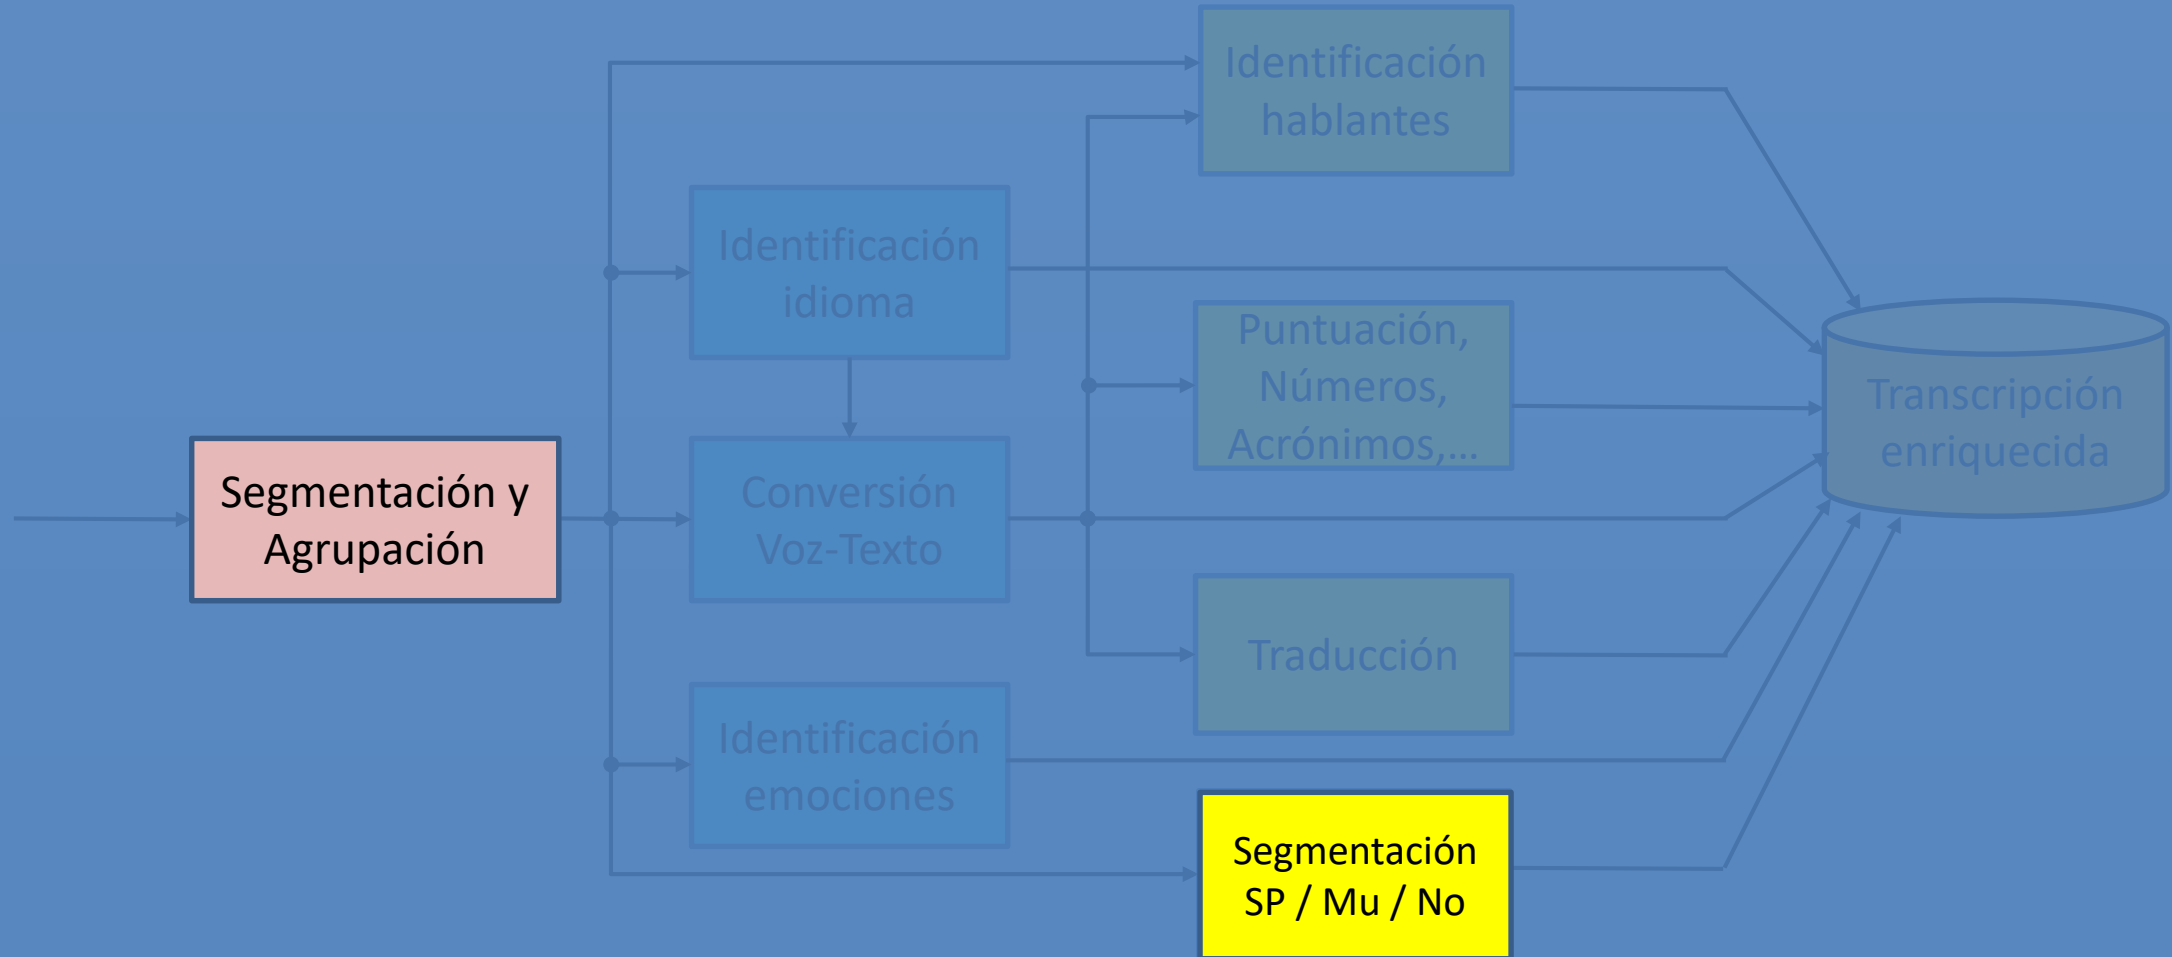 Identificación
hablantes
Identificación
idioma
Puntuación,
Números,
Acrónimos,...
Transcripción
enriquecida
Segmentación y
Agrupación
Conversión
Voz-Texto
Traducción
Identificación
emociones
Segmentación
SP / Mu / No